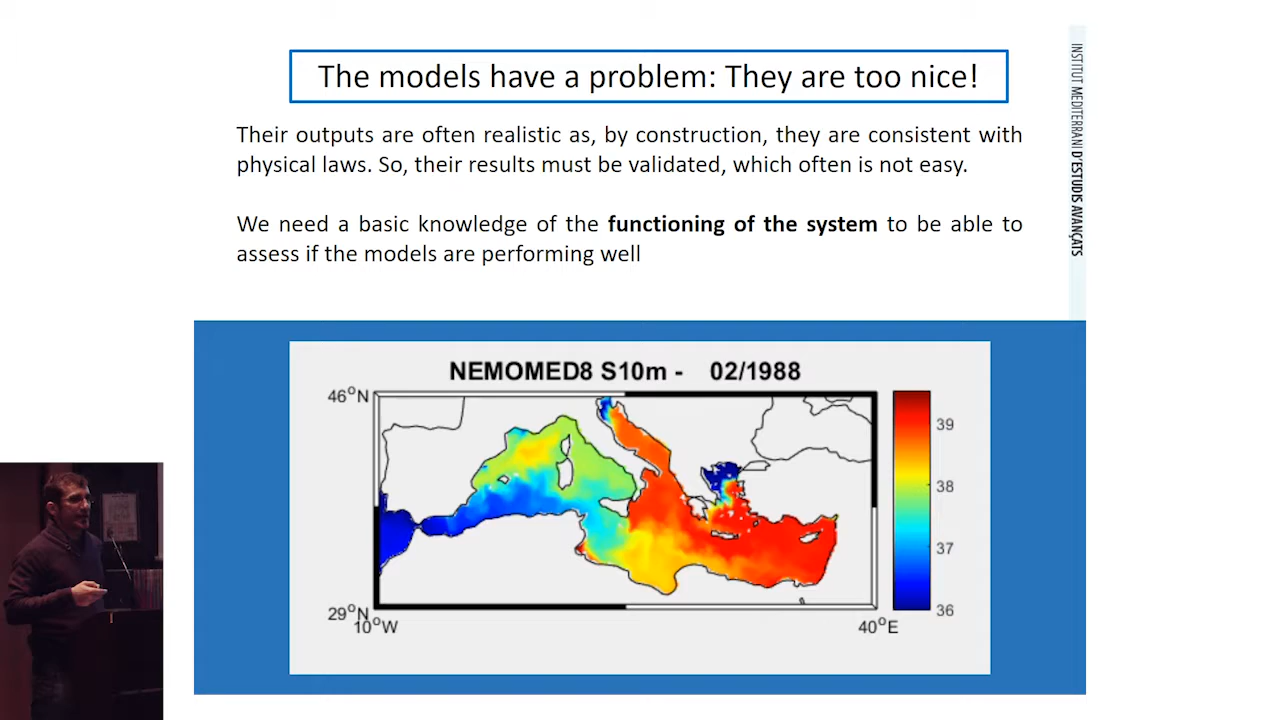 The models have a problem: They are too nice!
Their outputs are often realistic as, by construction, they are consistent with
physical laws. So, their results must be validated, which often is not easy.
We need a basic knowledge of the functioning of the system to be able to
assess if the models are performing well
INSTITUT MEDITERRANI D'ESTUDIS AVANÇATS
NEMOMED8 S10m - 02/1988
46°N
29°N
10°W
40°E
39
38
37
36